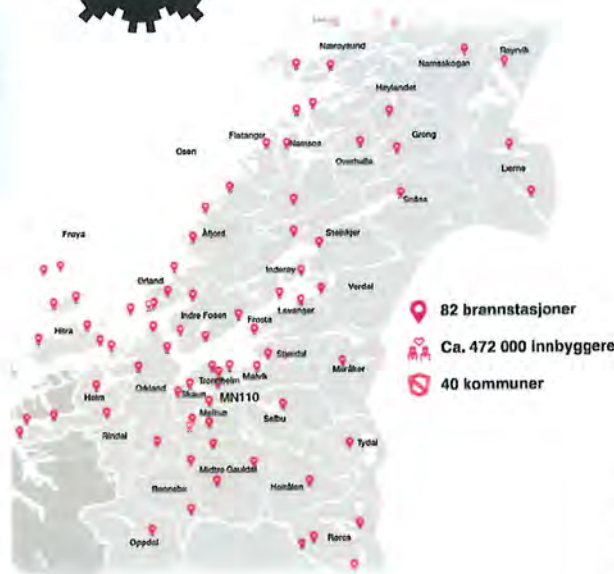 Nærøysund
Namsskogan
Røyrvik
Høylandet
Flatanger
Namsos
Grong
Osen
Overhalla
Lierne
Snåsa
Frøya
Åfjord
Steinkjer
Inderøy
Ørland
Verdal
Indre Fosen
Levanger
Frosta
82 brannstasjoner
Hitra
Stjørdal
Ca. 472 000 innbyggere
Meråker
Trondheim
Malvik
40 kommuner
Heim
Orkland
Skaun
MN110
Melhus
Selbu
Rindal
Tydal
Midtre Gauldal
Rennebu
Holtålen
Oppdal
Røros